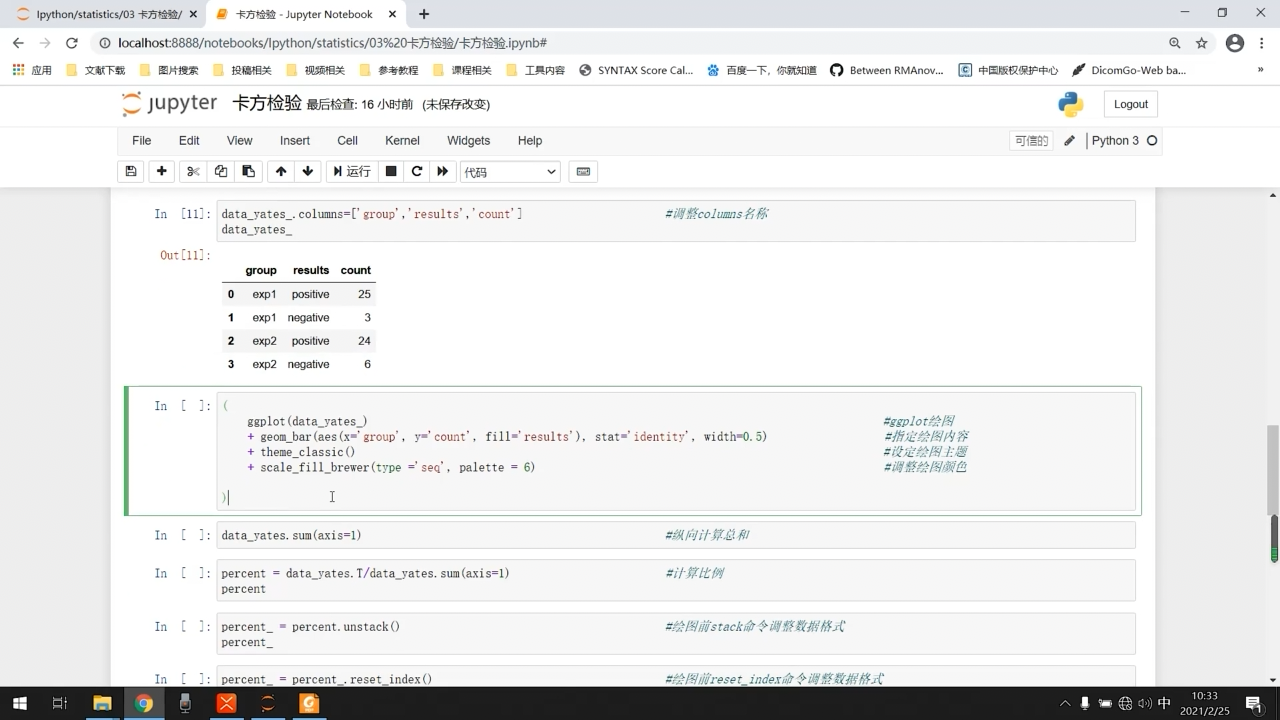 Ipython/statistics/03 卡方检验/
卡方检验 - Jupyter Notebook
localhost:8888/notebooks/Ipython/statistics/03%20卡方检验/卡方检验.ipynb#
应用 文献下载 图片搜索 投稿相关 视频相关 参考教程 课程相关 工具内容 SYNTAX Score Cal... 百度一下，你就知道 Between RMAnov... 中国版权保护中心 DicomGo-Web ba... »
jupyter 卡方检验 最后检查: 16 小时前 (未保存改变) Logout
File Edit View Insert Cell Kernel Widgets Help 可信的 Python 3
运行 代码
In [11]: data_yates_.columns=['group','results','count'] #调整columns名称
data_yates_
Out[11]:
group results count
0 exp1 positive 25
1 exp1 negative 3
2 exp2 positive 24
3 exp2 negative 6
In [ ]: (
ggplot(data_yates_) #ggplot绘图
+ geom_bar(aes(x='group', y='count', fill='results'), stat='identity', width=0.5) #指定绘图内容
+ theme_classic() #设定绘图主题
+ scale_fill_brewer(type ='seq', palette = 6) #调整绘图颜色
)
In [ ]: data_yates.sum(axis=1) #纵向计算总和
In [ ]: percent = data_yates.T/data_yates.sum(axis=1) #计算比例
percent
In [ ]: percent_ = percent.unstack() #绘图前stack命令调整数据格式
percent_
In [ ]: percent_ = percent_.reset_index() #绘图前reset_index命令调整数据格式
中 10:33
2021/2/25